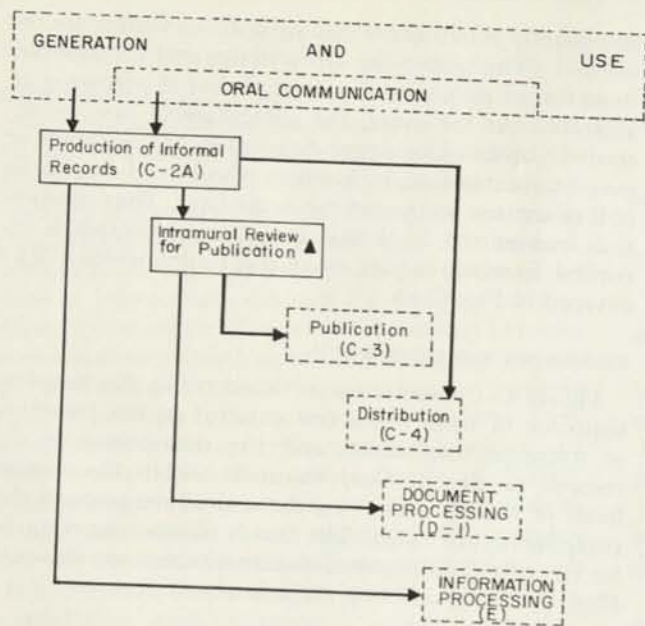 GENERATION AND USE
ORAL COMMUNICATION
Production of Informal
Records (C-2A)
Intramural Review
for Publication
Publication
(C-3)
Distribution
(C-4)
DOCUMENT
PROCESSING
(D-1)
INFORMATION
PROCESSING
(E)